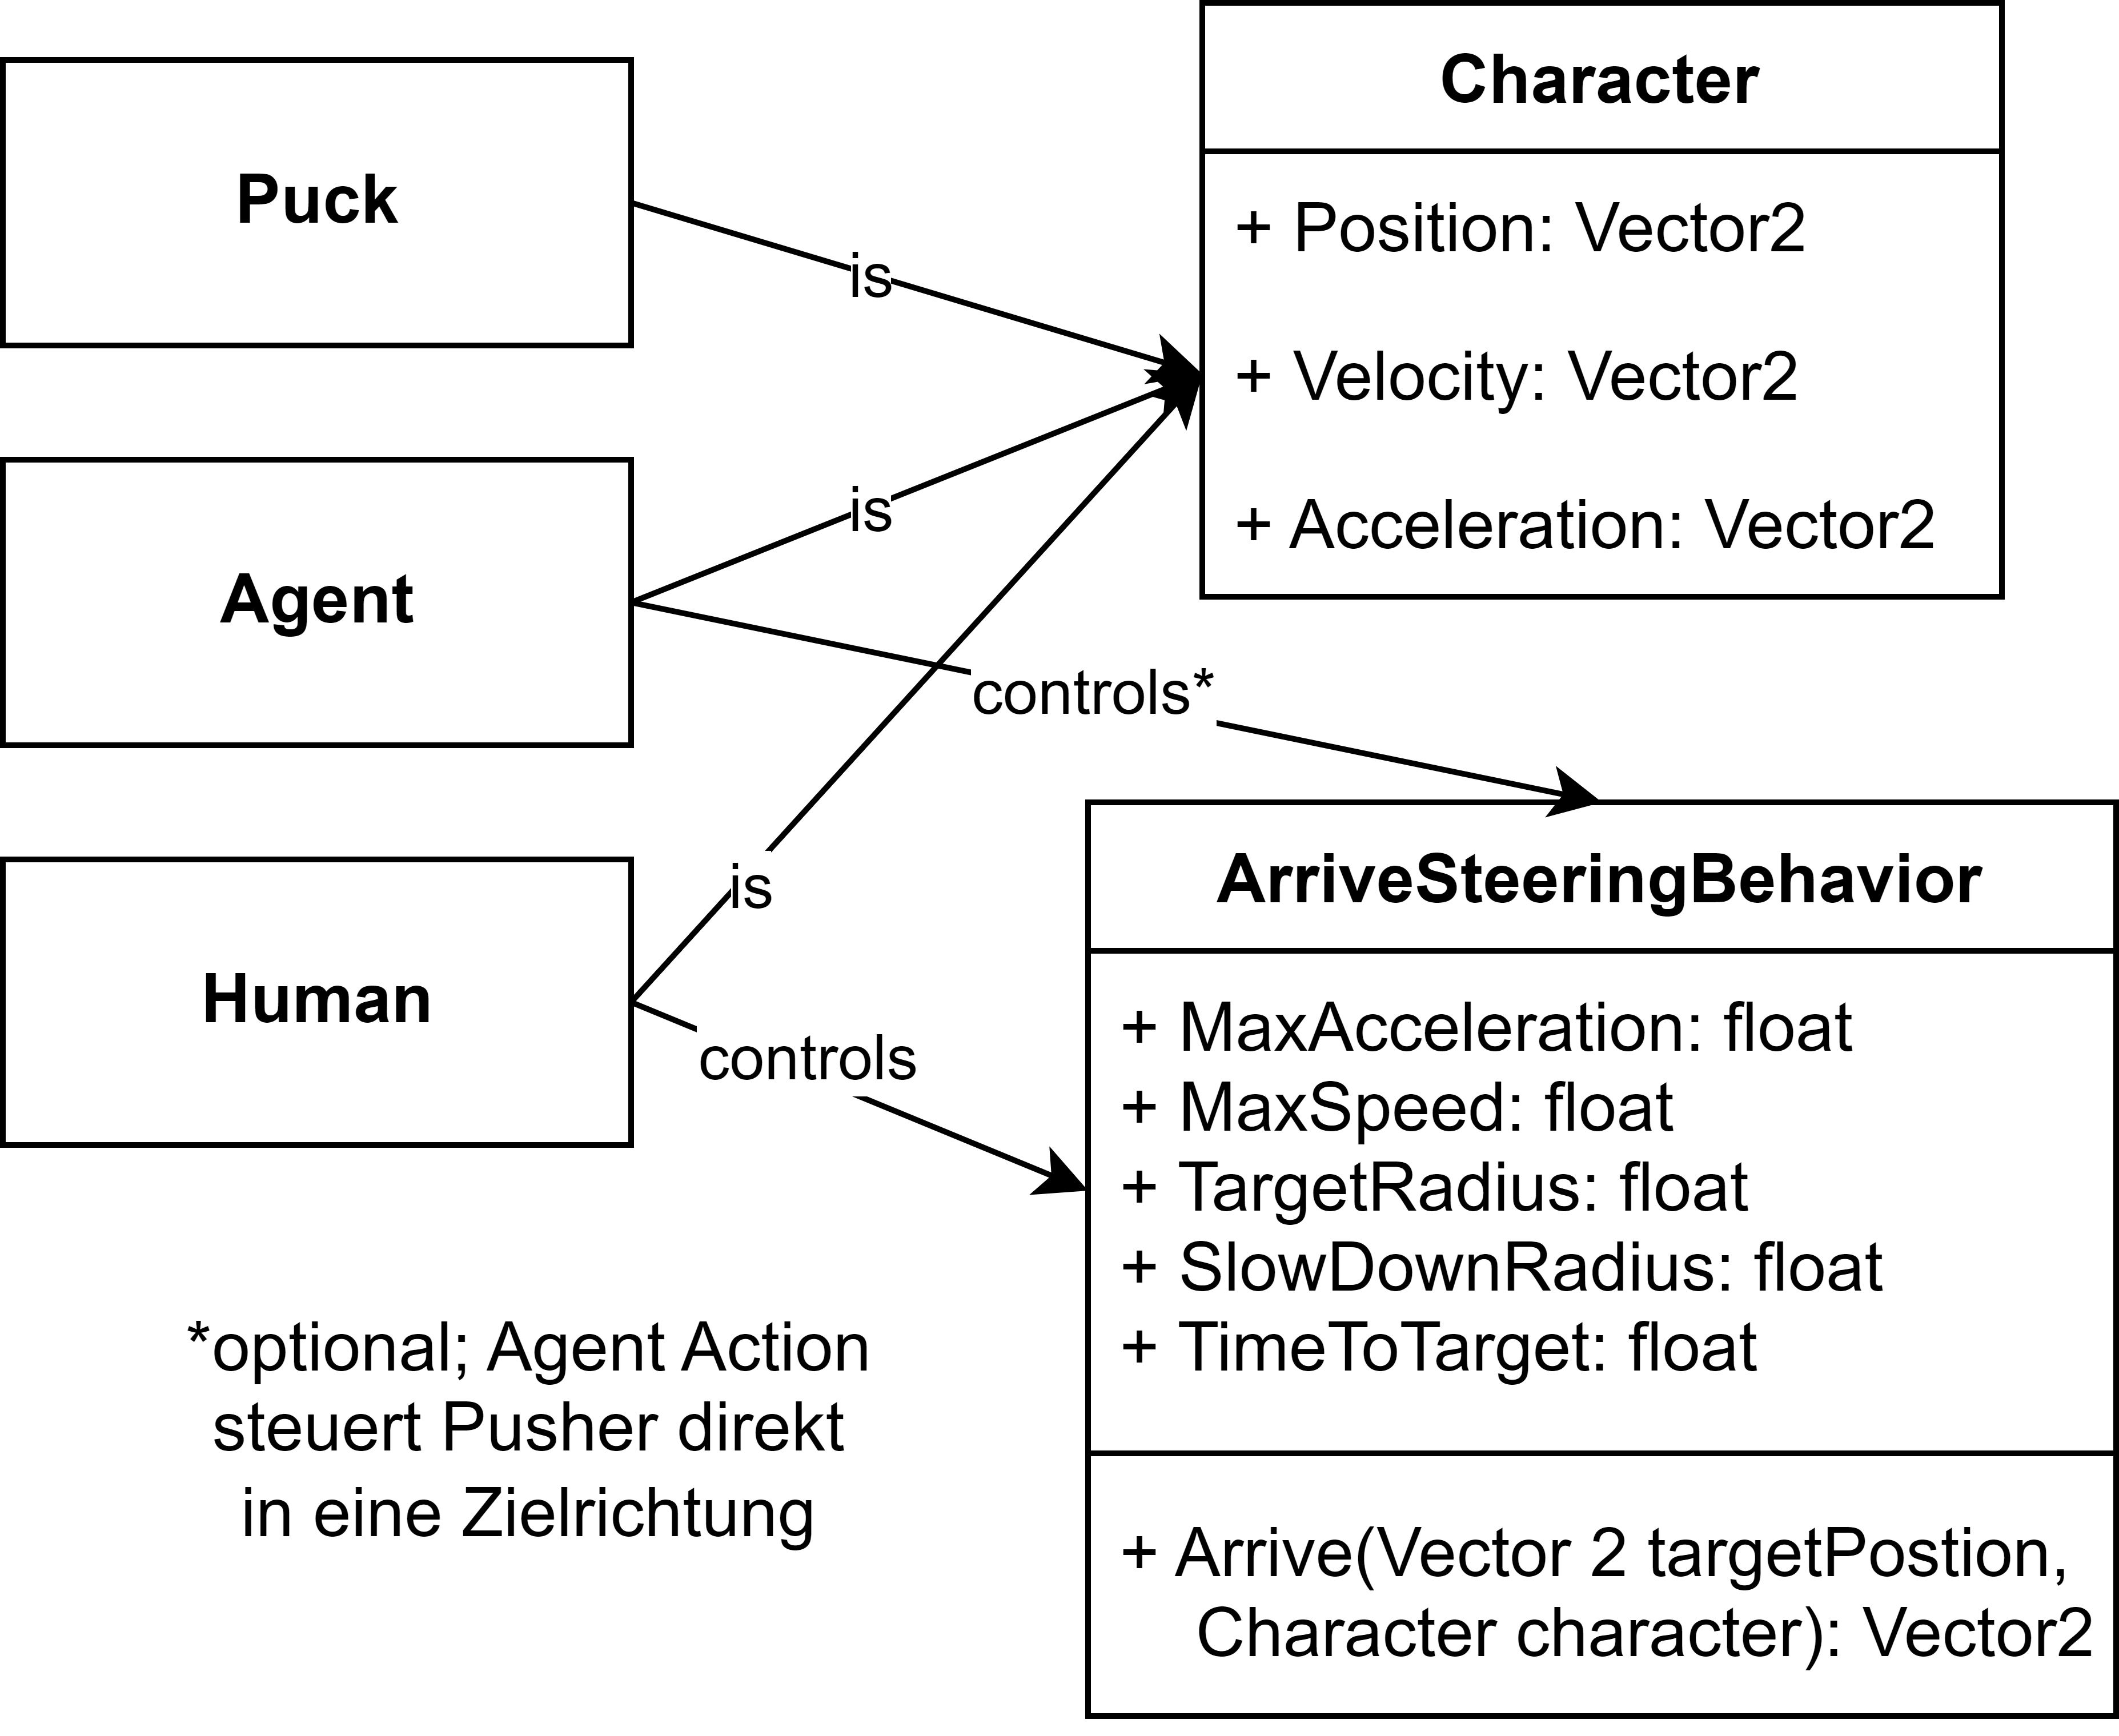 Puck
Agent
Human
is
is
is
controls*
controls
Character
+ Position: Vector2
+ Velocity: Vector2
+ Acceleration: Vector2
ArriveSteeringBehavior
+ MaxAcceleration: float
+ MaxSpeed: float
+ TargetRadius: float
+ SlowDownRadius: float
+ TimeToTarget: float
+ Arrive(Vector 2 targetPostion,
Character character): Vector2
*optional; Agent Action
steuert Pusher direkt
in eine Zielrichtung